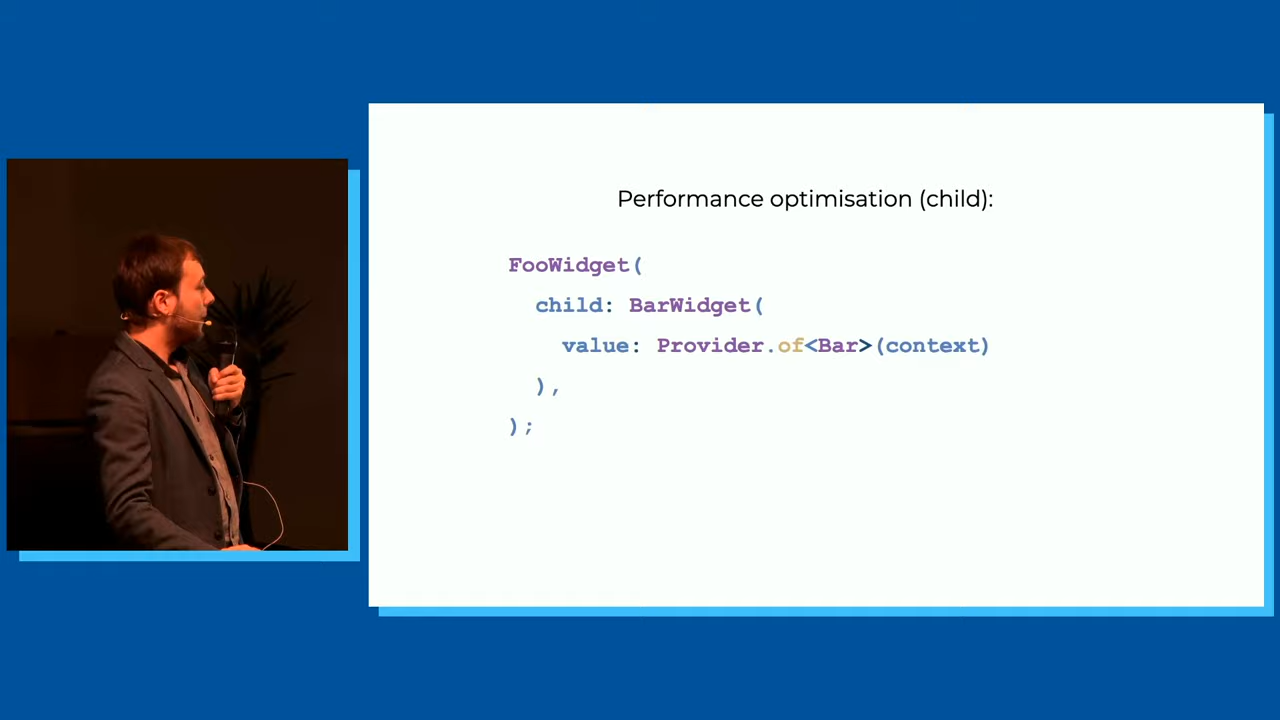 Performance optimisation (child):
FooWidget(
child: BarWidget(
value: Provider.of<Bar>(context)
),
);